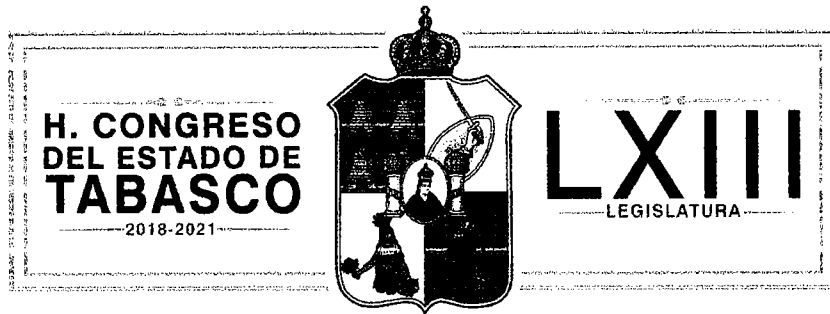 H. CONGRESO
DEL ESTADO DE
TABASCO
2018-2021
LXIII
LEGISLATURA